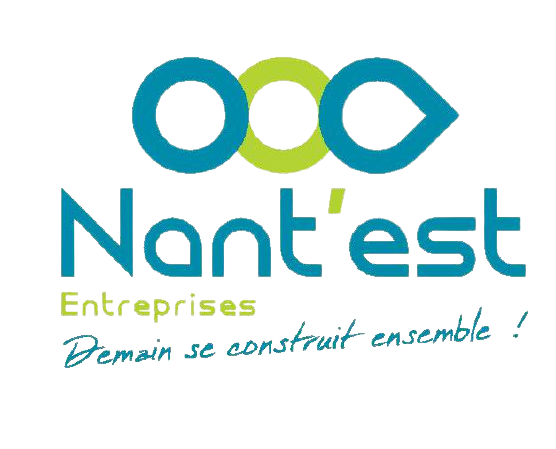 Nant'est
Entreprises
Demain se construit ensemble !